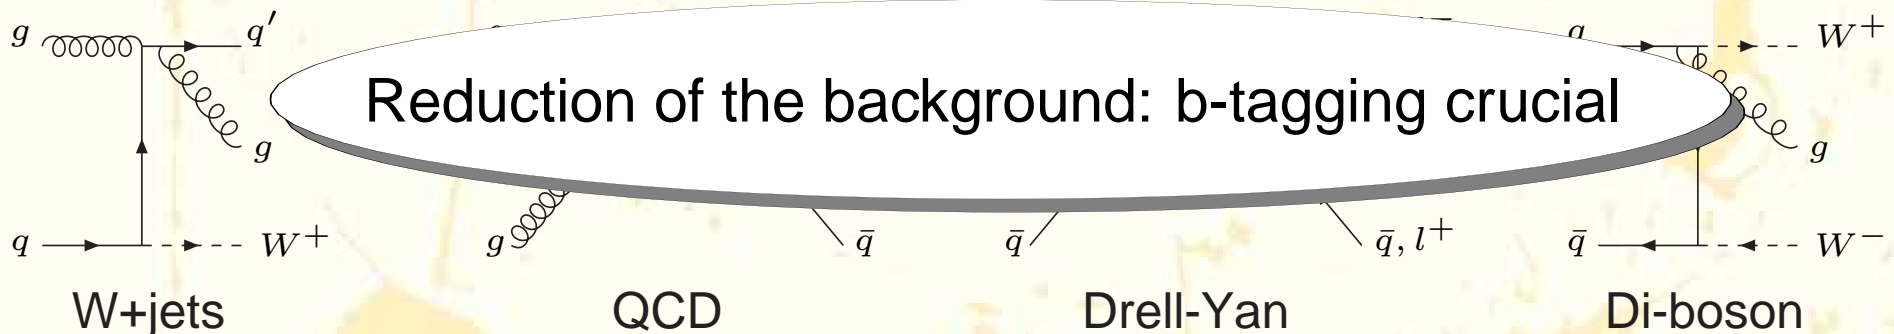 g q′ q W+
Reduction of the background: b-tagging crucial
g g
q W+ g q̄ q̄ q̄, l+ q̄ W−
W+jets QCD Drell-Yan Di-boson